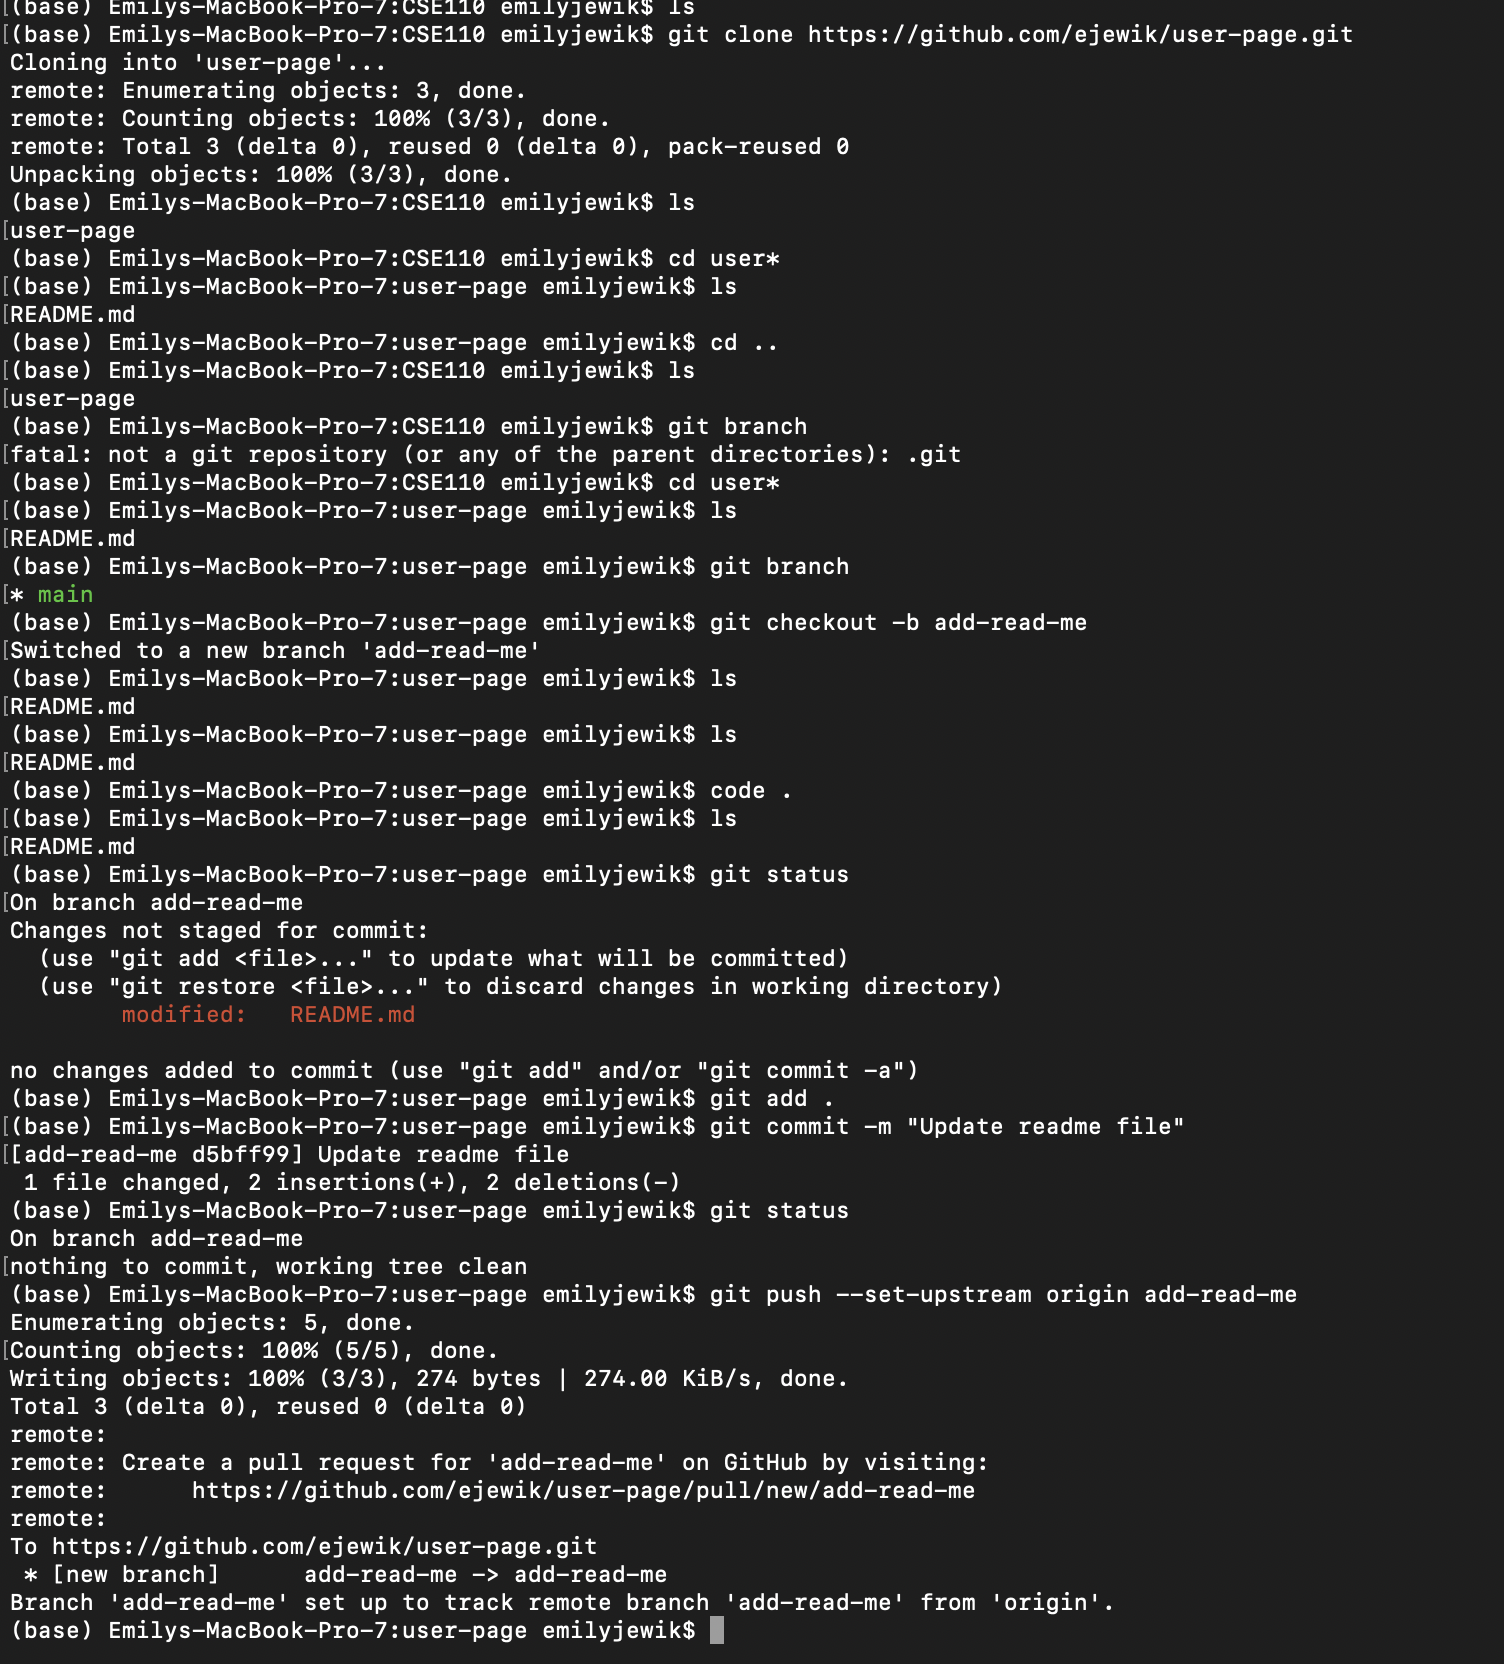 [(base) Emilys-MacBook-Pro-7:CSE110 emilyjewik$ ls
[(base) Emilys-MacBook-Pro-7:CSE110 emilyjewik$ git clone https://github.com/ejewik/user-page.git
Cloning into 'user-page'...
remote: Enumerating objects: 3, done.
remote: Counting objects: 100% (3/3), done.
remote: Total 3 (delta 0), reused 0 (delta 0), pack-reused 0
Unpacking objects: 100% (3/3), done.
(base) Emilys-MacBook-Pro-7:CSE110 emilyjewik$ ls
[user-page
(base) Emilys-MacBook-Pro-7:CSE110 emilyjewik$ cd user*
[(base) Emilys-MacBook-Pro-7:user-page emilyjewik$ ls
[README.md
(base) Emilys-MacBook-Pro-7:user-page emilyjewik$ cd ..
[(base) Emilys-MacBook-Pro-7:CSE110 emilyjewik$ ls
[user-page
(base) Emilys-MacBook-Pro-7:CSE110 emilyjewik$ git branch
[fatal: not a git repository (or any of the parent directories): .git
(base) Emilys-MacBook-Pro-7:CSE110 emilyjewik$ cd user*
[(base) Emilys-MacBook-Pro-7:user-page emilyjewik$ ls
[README.md
(base) Emilys-MacBook-Pro-7:user-page emilyjewik$ git branch
[* main
(base) Emilys-MacBook-Pro-7:user-page emilyjewik$ git checkout -b add-read-me
[Switched to a new branch 'add-read-me'
(base) Emilys-MacBook-Pro-7:user-page emilyjewik$ ls
[README.md
(base) Emilys-MacBook-Pro-7:user-page emilyjewik$ ls
[README.md
(base) Emilys-MacBook-Pro-7:user-page emilyjewik$ code .
[(base) Emilys-MacBook-Pro-7:user-page emilyjewik$ ls
[README.md
(base) Emilys-MacBook-Pro-7:user-page emilyjewik$ git status
[On branch add-read-me
Changes not staged for commit:
  (use "git add <file>..." to update what will be committed)
  (use "git restore <file>..." to discard changes in working directory)
        modified:   README.md

no changes added to commit (use "git add" and/or "git commit -a")
(base) Emilys-MacBook-Pro-7:user-page emilyjewik$ git add .
[(base) Emilys-MacBook-Pro-7:user-page emilyjewik$ git commit -m "Update readme file"
[[add-read-me d5bff99] Update readme file
 1 file changed, 2 insertions(+), 2 deletions(-)
(base) Emilys-MacBook-Pro-7:user-page emilyjewik$ git status
On branch add-read-me
[nothing to commit, working tree clean
(base) Emilys-MacBook-Pro-7:user-page emilyjewik$ git push --set-upstream origin add-read-me
Enumerating objects: 5, done.
[Counting objects: 100% (5/5), done.
Writing objects: 100% (3/3), 274 bytes | 274.00 KiB/s, done.
Total 3 (delta 0), reused 0 (delta 0)
remote:
remote: Create a pull request for 'add-read-me' on GitHub by visiting:
remote:      https://github.com/ejewik/user-page/pull/new/add-read-me
remote:
To https://github.com/ejewik/user-page.git
 * [new branch]      add-read-me -> add-read-me
Branch 'add-read-me' set up to track remote branch 'add-read-me' from 'origin'.
(base) Emilys-MacBook-Pro-7:user-page emilyjewik$